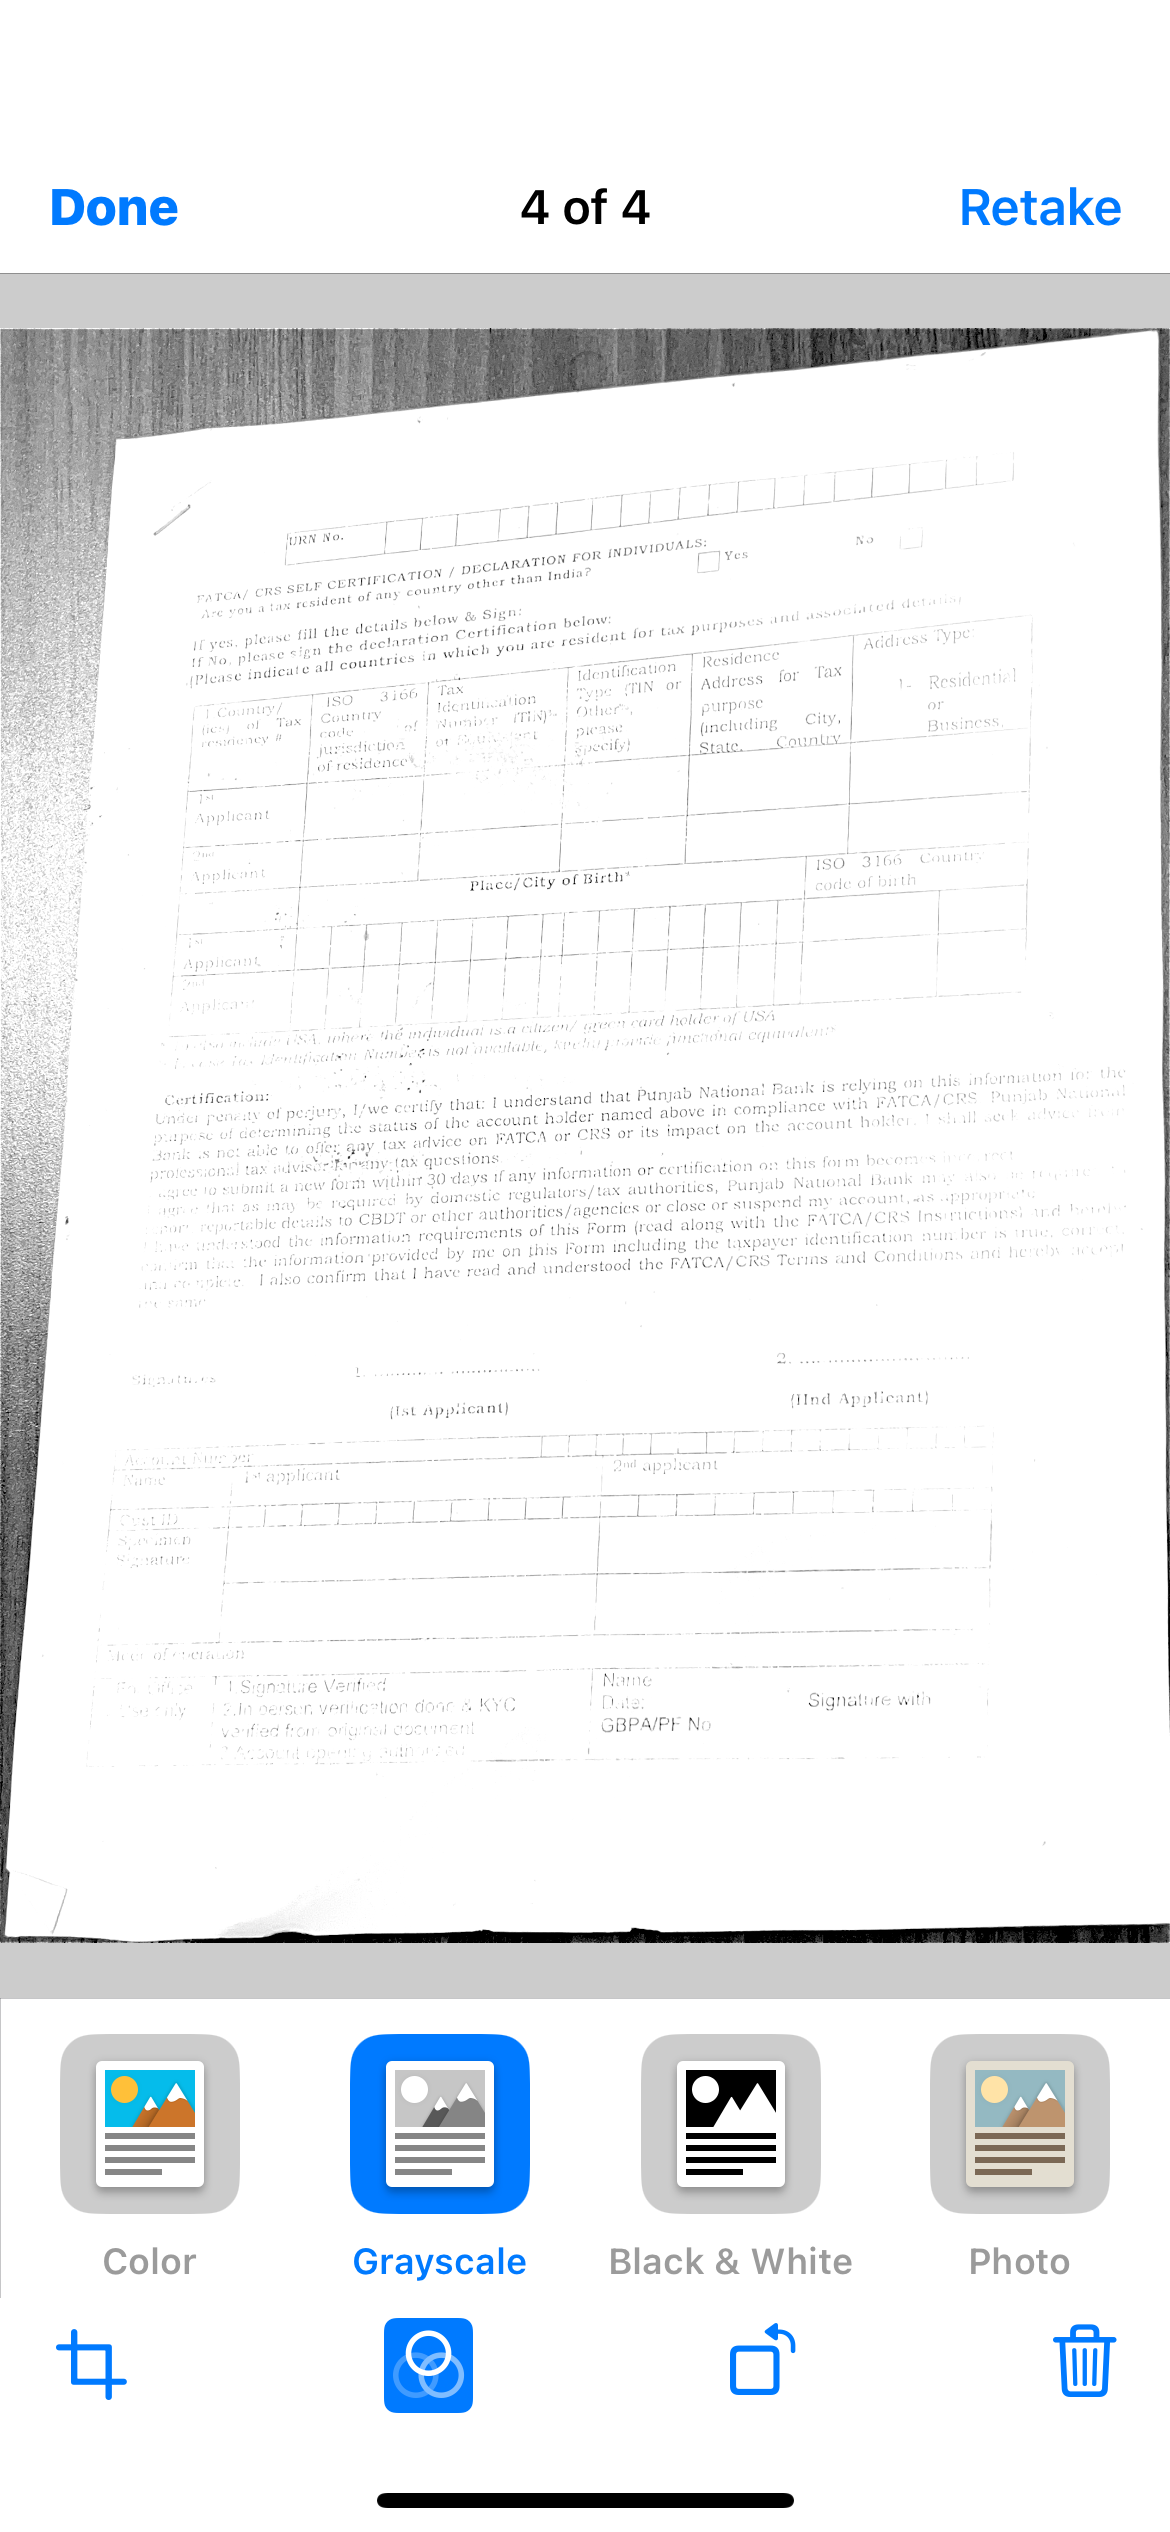 Done
4 of 4
Retake
URN No.
FATCA/ CRS SELF CERTIFICATION / DECLARATION FOR INDIVIDUALS:
Are you a tax resident of any country other than India?
Yes
No
If yes, please fill the details below & Sign:
If No, please sign the declaration Certification below:
(Please indicate all countries in which you are resident for tax purposes and associated details)
Country/
(ies) of Tax
residency #
ISO 3166
Country
code of
jurisdiction
of residence
Tax
Identification
Number (TIN)%
or Equivalent
Identification
Type (TIN or
Other%,
please
specify)
Residence
Address for Tax
purpose
(including City,
State, Country
Address Type:
1- Residential
or
Business.
1st
Applicant
2nd
Applicant
Place/City of Birth
ISO 3166 Country
code of birth
1st
Applicant
2nd
Applicant
USA, where the individual is a citizen/ green card holder of USA
Identification Number is not available, kindly provide functional equivalent
Certification:
Under penalty of perjury, I/we certify that: I understand that Punjab National Bank is relying on this information for the
purpose of determining the status of the account holder named above in compliance with FATCA/CRS. Punjab National
Bank is not able to offer any tax advice on FATCA or CRS or its impact on the account holder. I shall seek advice from
professional tax advisor for any tax questions
agree to submit a new form within 30 days if any information or certification on this form becomes incorrect
agree that as may be required by domestic regulators/tax authorities, Punjab National Bank may also be
reportable details to CBDT or other authorities/agencies or close or suspend my account, as appropriate
have understood the information requirements of this Form (read along with the FATCA/CRS Instructions) and hereby
confirm that the information provided by me on this Form including the taxpayer identification number is true, correct,
and complete. I also confirm that I have read and understood the FATCA/CRS Terms and Conditions and hereby accept
same
Signatures
1.
2.
(Ist Applicant)
(IInd Applicant)
Account Number
Name
1st applicant
2nd applicant
Cust ID
Specimen
Signature
of operation
1.Signature Verified
2.In person verification done & KYC
verified from original document
3.Account opening authorized
Name
Date:
GBPA/PF No
Signature with
Color
Grayscale
Black & White
Photo